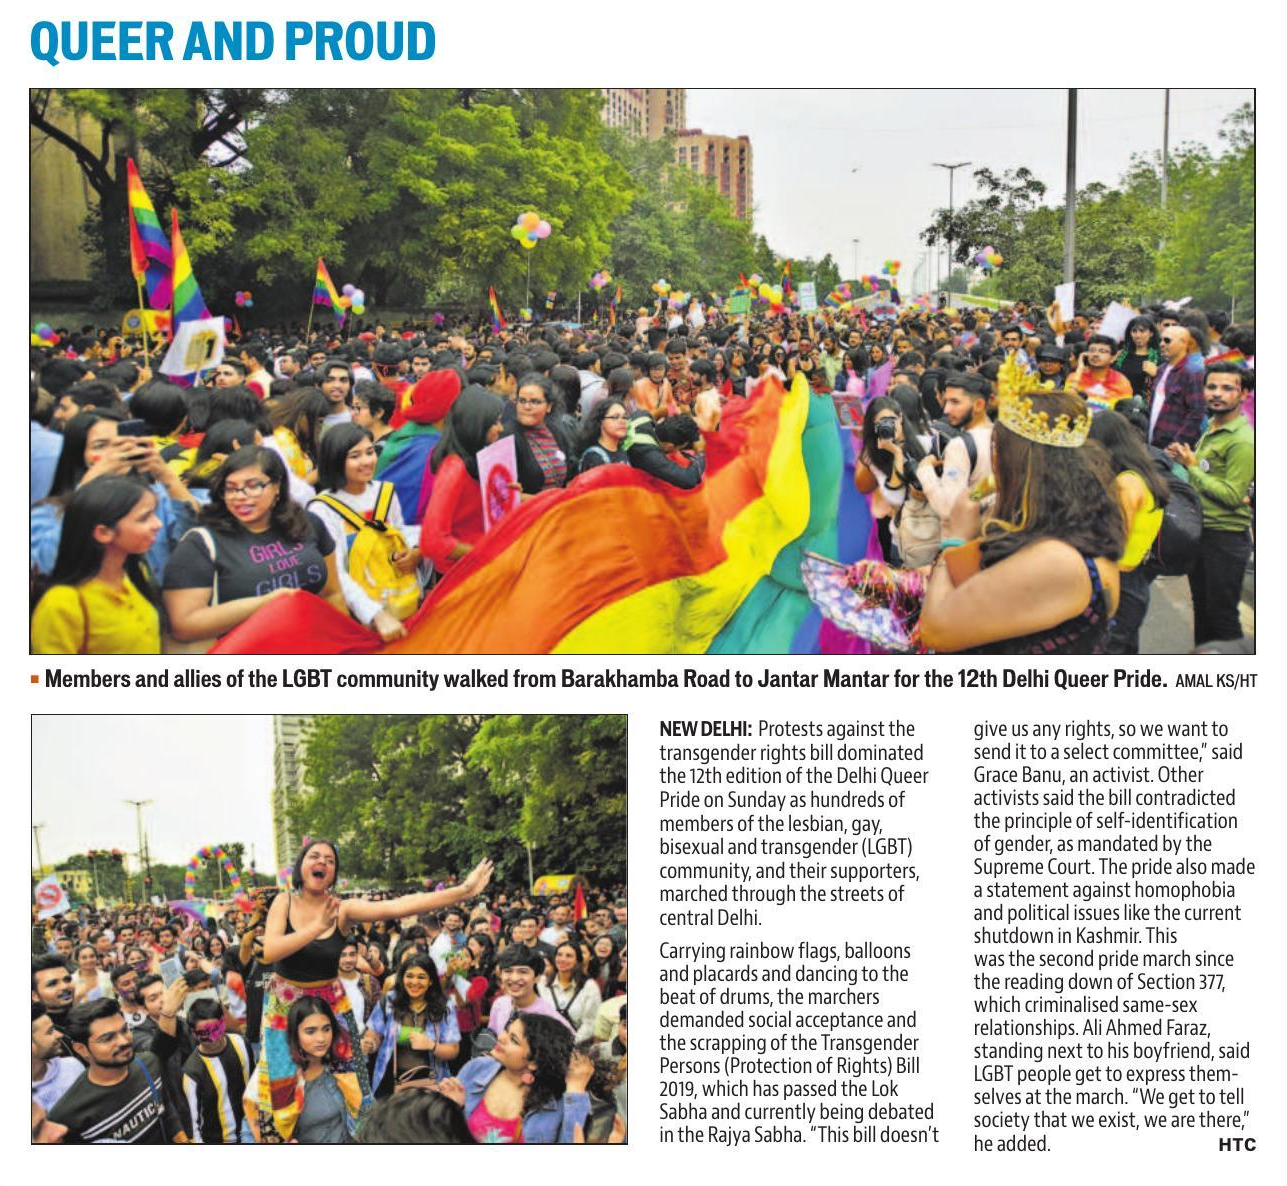 QUEER AND PROUD
GIRLS
LOVE
GIRLS
Members and allies of the LGBT community walked from Barakhamba Road to Jantar Mantar for the 12th Delhi Queer Pride. AMAL KS/HT
NAUTIC
NEW DELHI: Protests against the
transgender rights bill dominated
the 12th edition of the Delhi Queer
Pride on Sunday as hundreds of
members of the lesbian, gay,
bisexual and transgender (LGBT)
community, and their supporters,
marched through the streets of
central Delhi.
Carrying rainbow flags, balloons
and placards and dancing to the
beat of drums, the marchers
demanded social acceptance and
the scrapping of the Transgender
Persons (Protection of Rights) Bill
2019, which has passed the Lok
Sabha and currently being debated
in the Rajya Sabha. “This bill doesn’t
give us any rights, so we want to
send it to a select committee,” said
Grace Banu, an activist. Other
activists said the bill contradicted
the principle of self-identification
of gender, as mandated by the
Supreme Court. The pride also made
a statement against homophobia
and political issues like the current
shutdown in Kashmir. This
was the second pride march since
the reading down of Section 377,
which criminalised same-sex
relationships. Ali Ahmed Faraz,
standing next to his boyfriend, said
LGBT people get to express them-
selves at the march. “We get to tell
society that we exist, we are there,”
he added. HTC